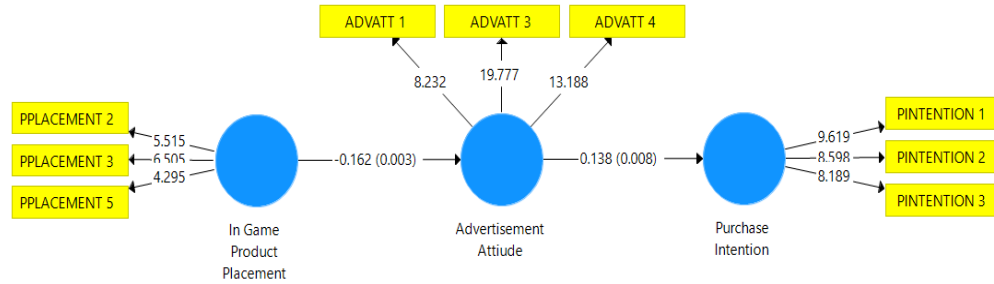 ADVATT 1
ADVATT 3
ADVATT 4
8.232
19.777
13.188
PPLACEMENT 2
PPLACEMENT 3
PPLACEMENT 5
5.515
6.505
4.295
-0.162 (0.003)
0.138 (0.008)
9.619
8.598
8.189
PINTENTION 1
PINTENTION 2
PINTENTION 3
In Game
Product
Placement
Advertisement
Attiude
Purchase
Intention